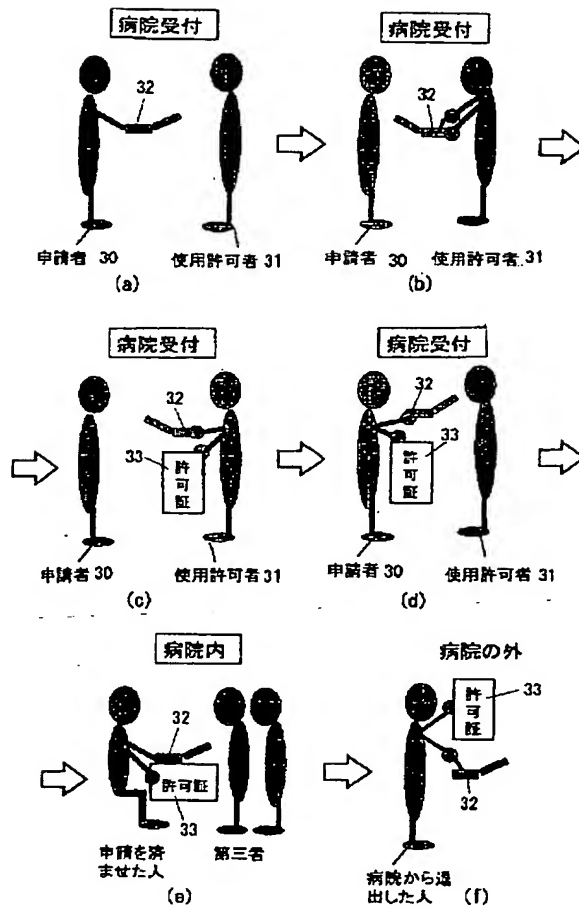 病院受付
32
申請者 30
使用許可者 31
(a)
病院受付
32
申請者 30
使用許可者 31
(b)
病院受付
32
33
許可証
申請者 30
使用許可者 31
(c)
病院受付
32
33
許可証
申請者 30
使用許可者 31
(d)
病院内
32
許可証
33
申請を済
ませた人
第三者
(e)
病院の外
許可証
33
32
病院から退
出した人
(f)